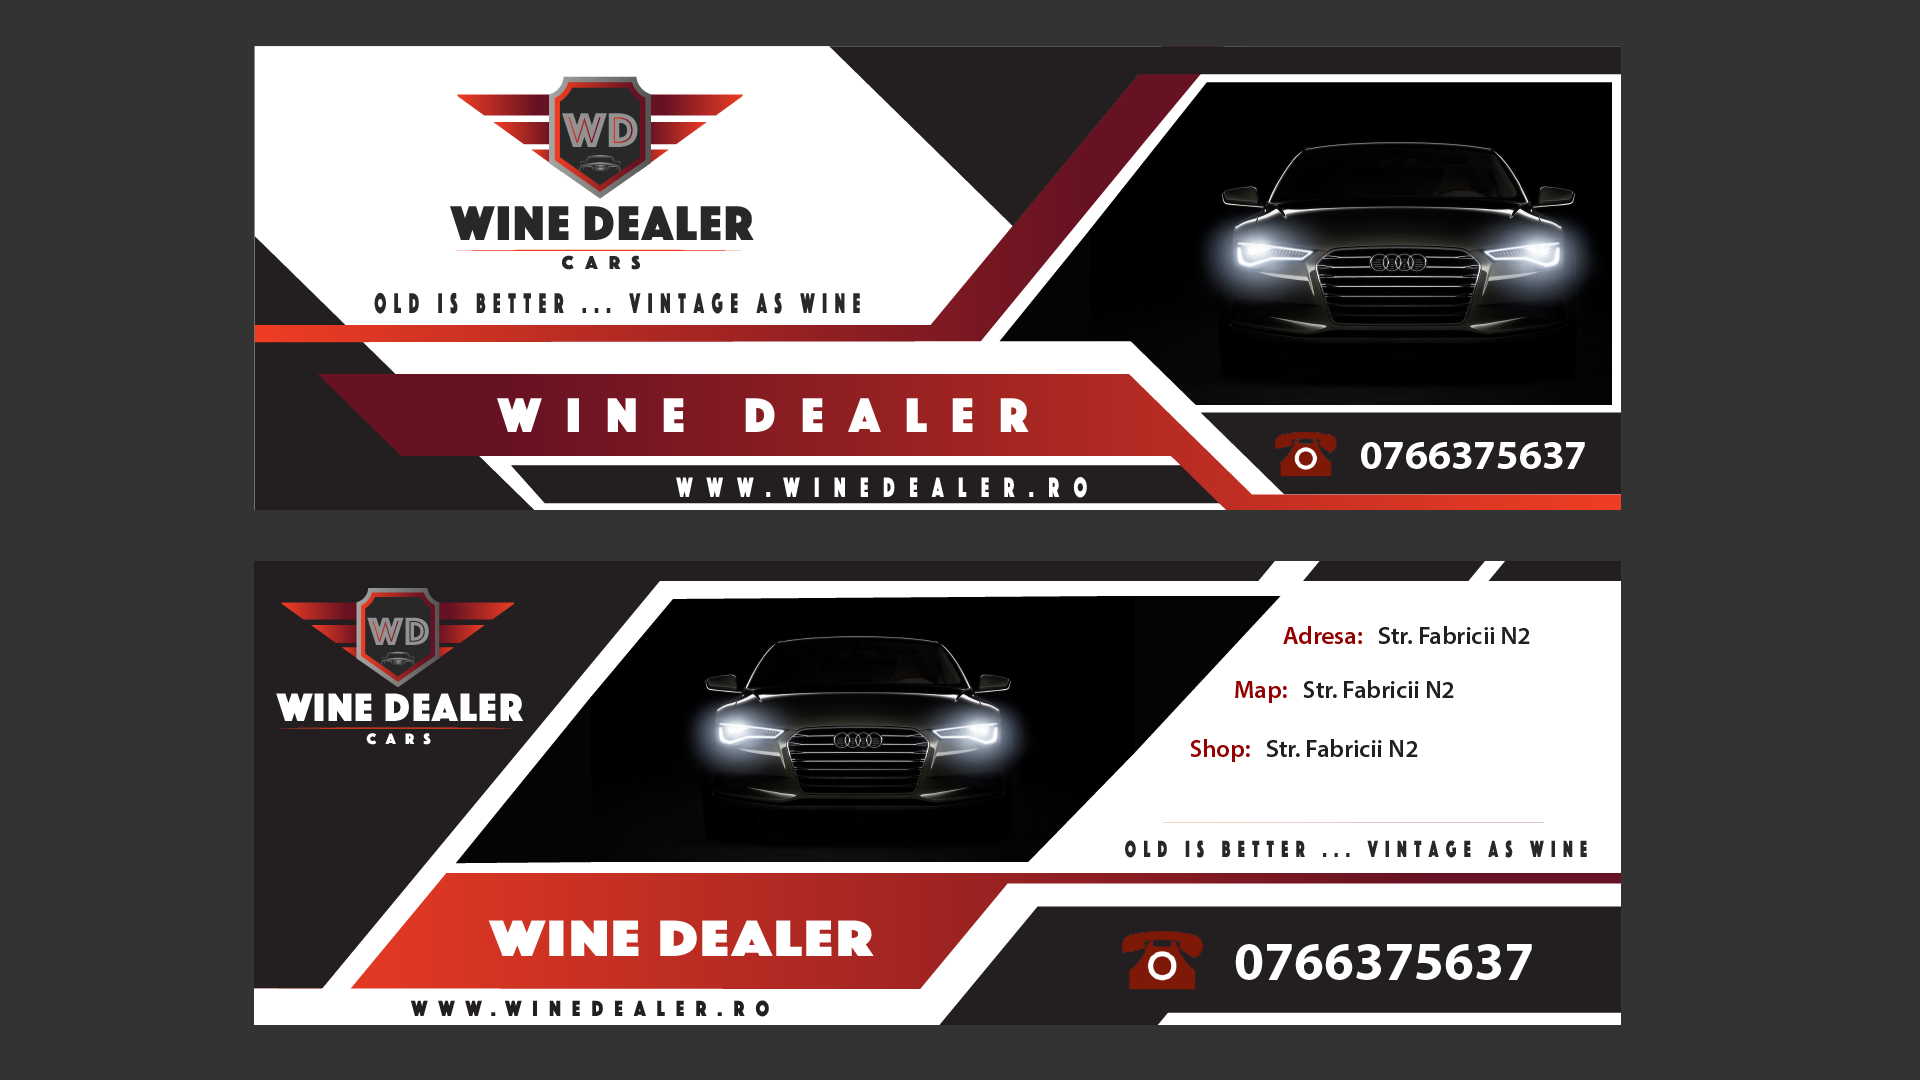 WD
WINE DEALER
CARS
OLD IS BETTER ... VINTAGE AS WINE
WINE DEALER
WWW.WINEDEALER.RO
0766375637
WD
WINE DEALER
CARS
Adresa: Str. Fabricii N2
Map: Str. Fabricii N2
Shop: Str. Fabricii N2
OLD IS BETTER ... VINTAGE AS WINE
WINE DEALER
0766375637
WWW.WINEDEALER.RO